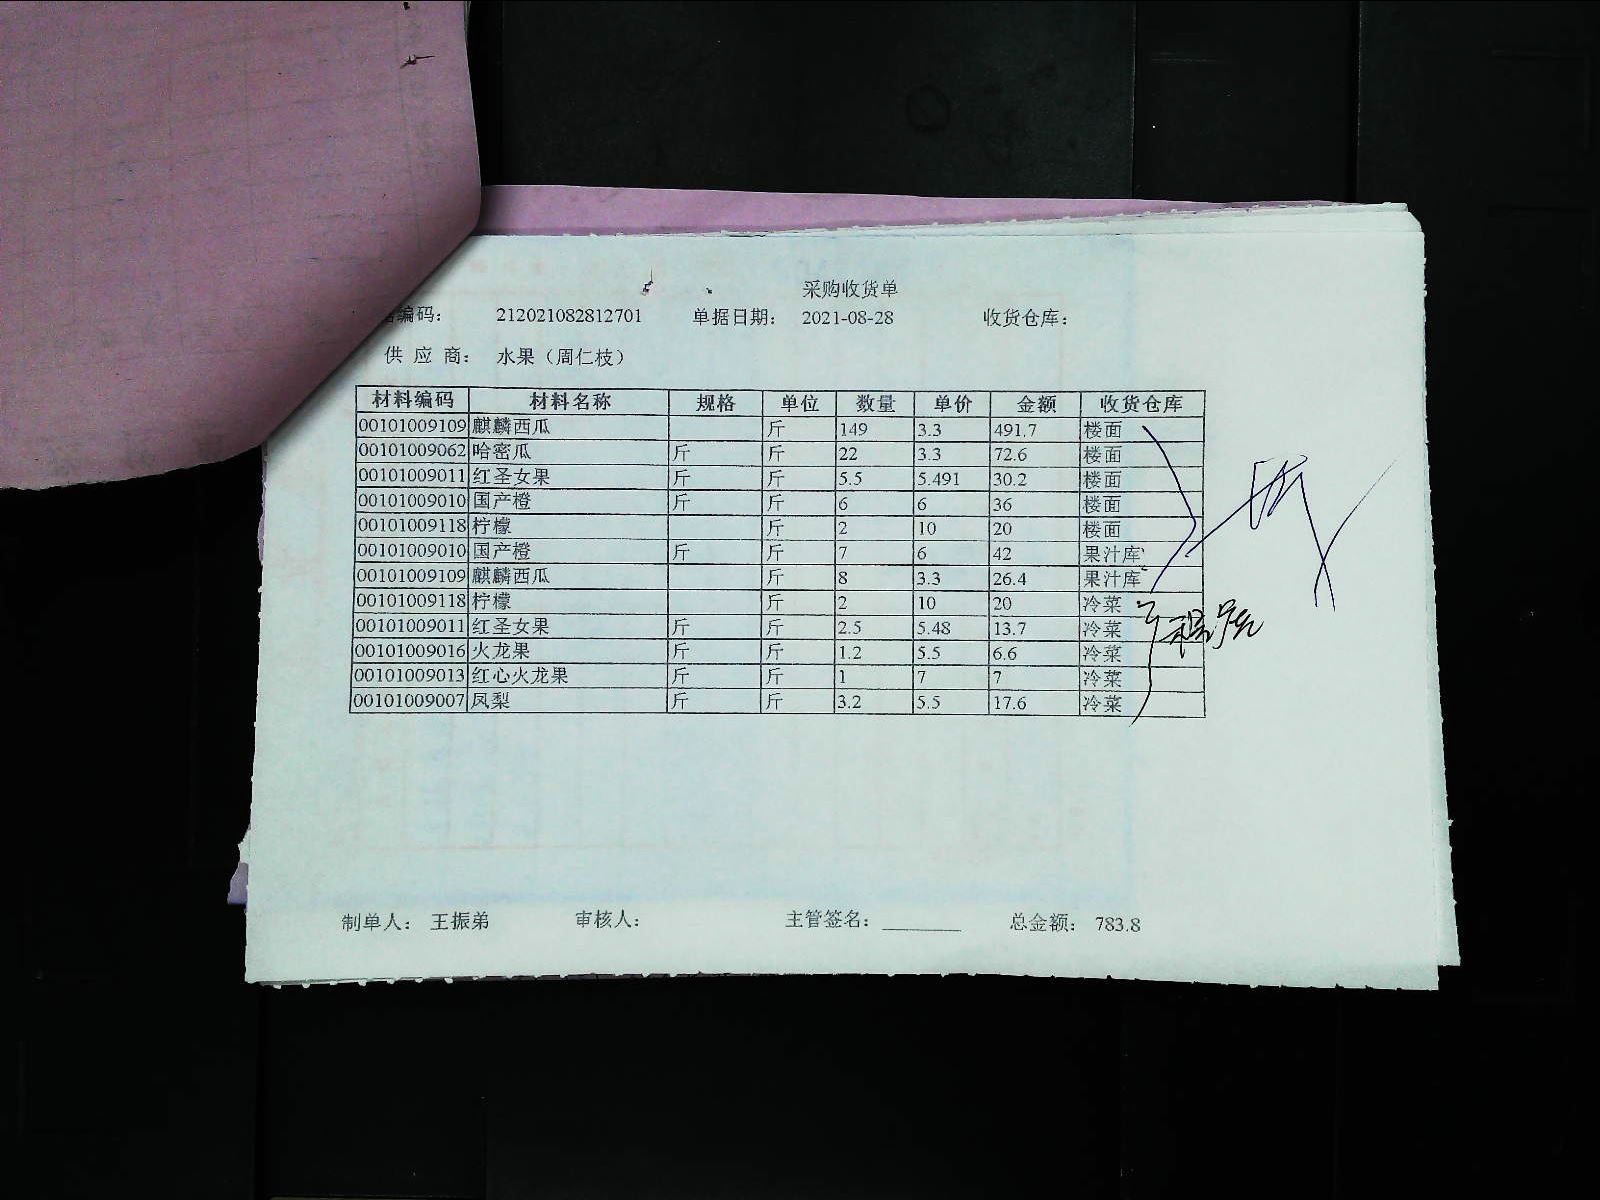 采购收货单
编码： 212021082812701 单据日期： 2021-08-28 收货仓库：
供 应 商： 水果（周仁枝）
材料编码 材料名称 规格 单位 数量 单价 金额 收货仓库
00101009109 麒麟西瓜 斤 149 3.3 491.7 楼面
00101009062 哈密瓜 斤 斤 22 3.3 72.6 楼面
00101009011 红圣女果 斤 斤 5.5 5.491 30.2 楼面
00101009010 国产橙 斤 斤 6 6 36 楼面
00101009118 柠檬 斤 2 10 20 楼面
00101009010 国产橙 斤 斤 7 6 42 果汁库
00101009109 麒麟西瓜 斤 8 3.3 26.4 果汁库
00101009118 柠檬 斤 2 10 20 冷菜
00101009011 红圣女果 斤 斤 2.5 5.48 13.7 冷菜
00101009016 火龙果 斤 斤 1.2 5.5 6.6 冷菜
00101009013 红心火龙果 斤 斤 1 7 7 冷菜
00101009007 凤梨 斤 斤 3.2 5.5 17.6 冷菜
制单人： 王振弟 审核人： 主管签名： 总金额： 783.8